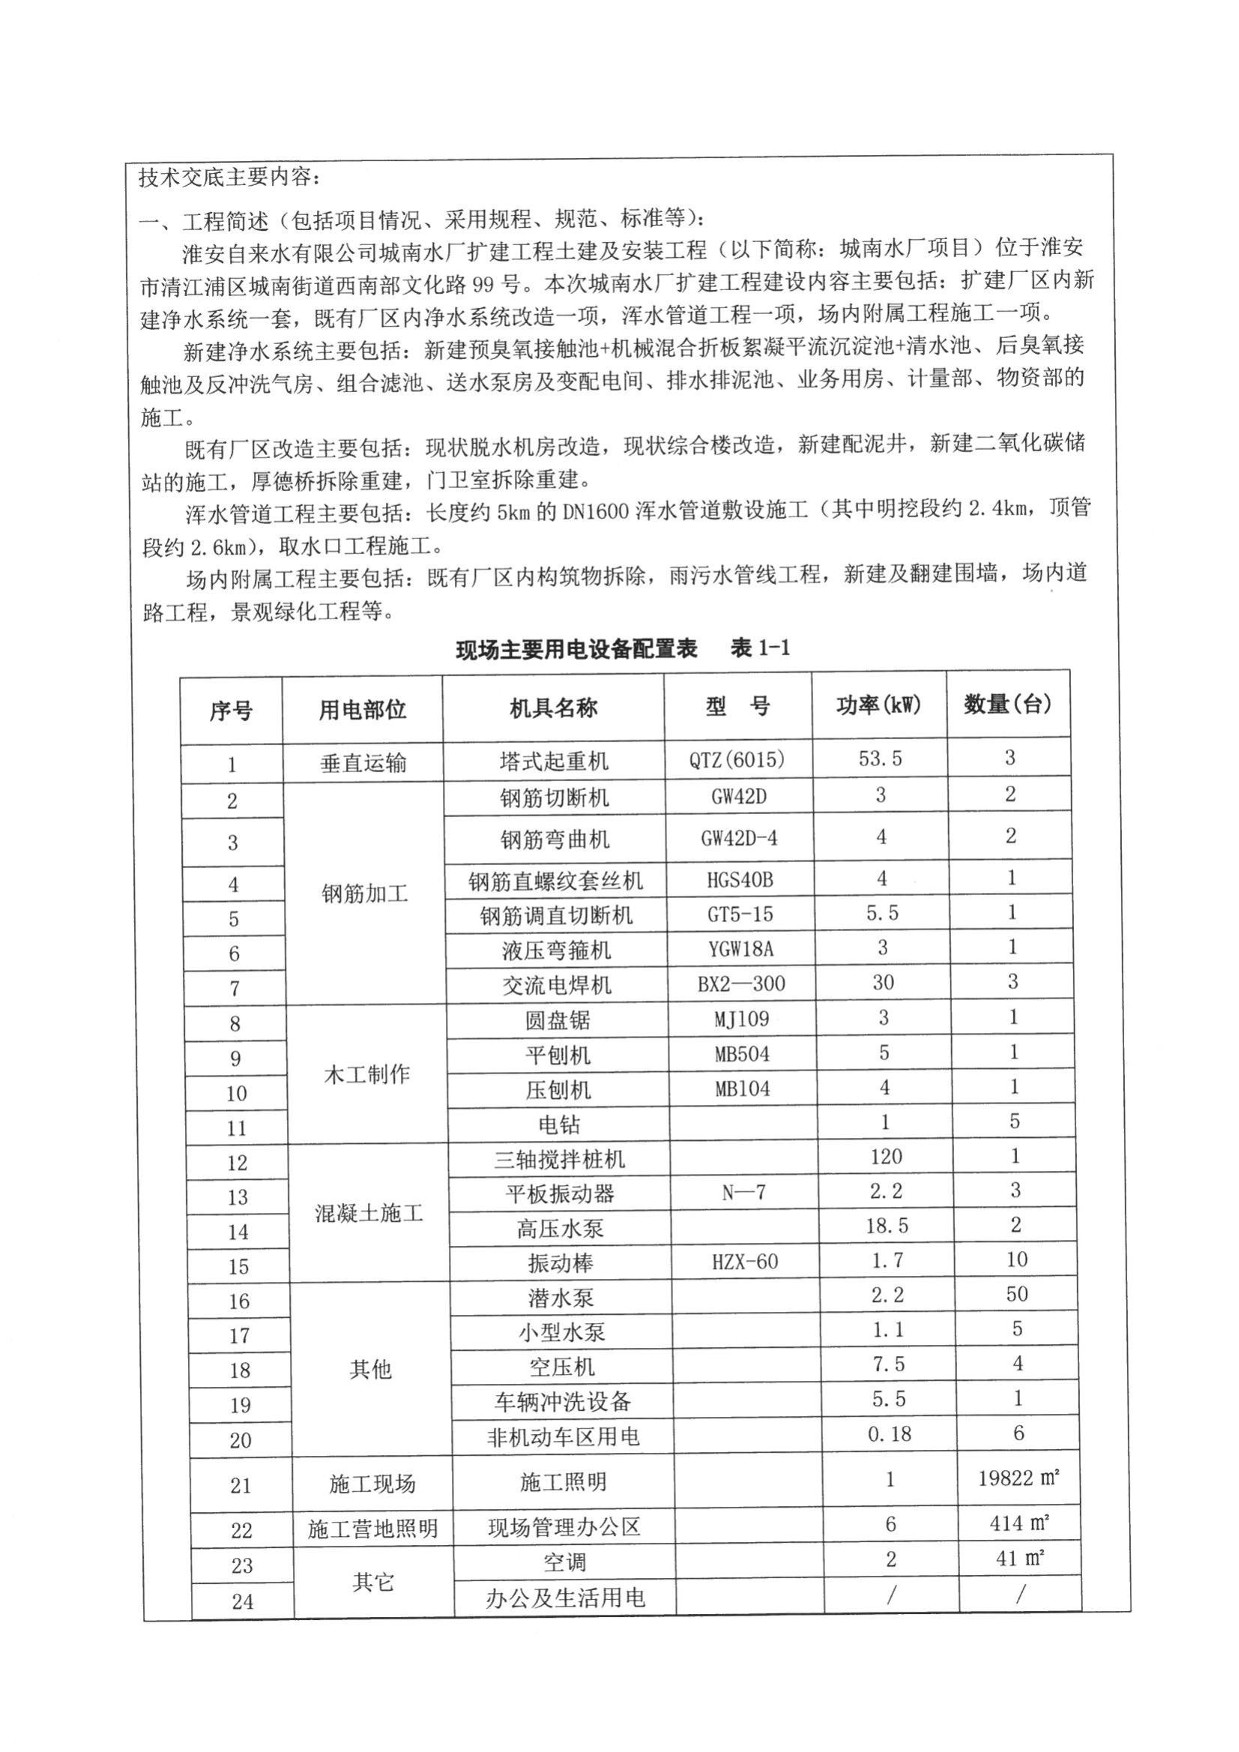 技术交底主要内容：
一、工程简述（包括项目情况、采用规程、规范、标准等）：
淮安自来水有限公司城南水厂扩建工程土建及安装工程（以下简称：城南水厂项目）位于淮安
市清江浦区城南街道西南部文化路 99 号。本次城南水厂扩建工程建设内容主要包括：扩建厂区内新
建净水系统一套，既有厂区内净水系统改造一项，浑水管道工程一项，场内附属工程施工一项。
新建净水系统主要包括：新建预臭氧接触池+机械混合折板絮凝平流沉淀池+清水池、后臭氧接
触池及反冲洗气房、组合滤池、送水泵房及变配电间、排水排泥池、业务用房、计量部、物资部的
施工。
既有厂区改造主要包括：现状脱水机房改造，现状综合楼改造，新建配泥井，新建二氧化碳储
站的施工，厚德桥拆除重建，门卫室拆除重建。
浑水管道工程主要包括：长度约 5km 的 DN1600 浑水管道敷设施工（其中明挖段约 2.4km，顶管
段约 2.6km），取水口工程施工。
场内附属工程主要包括：既有厂区内构筑物拆除，雨污水管线工程，新建及翻建围墙，场内道
路工程，景观绿化工程等。
现场主要用电设备配置表 表 1-1
序号 用电部位 机具名称 型 号 功率(kW) 数量(台)
1 垂直运输 塔式起重机 QTZ(6015) 53.5 3
2 钢筋切断机 GW42D 3 2
3 钢筋弯曲机 GW42D-4 4 2
钢筋加工
4 钢筋直螺纹套丝机 HGS40B 4 1
5 钢筋调直切断机 GT5-15 5.5 1
6 液压弯箍机 YGW18A 3 1
7 交流电焊机 BX2—300 30 3
8 圆盘锯 MJ109 3 1
9 平刨机 MB504 5 1
木工制作
10 压刨机 MB104 4 1
11 电钻 1 5
12 三轴搅拌桩机 120 1
13 平板振动器 N—7 2.2 3
混凝土施工
14 高压水泵 18.5 2
15 振动棒 HZX-60 1.7 10
16 潜水泵 2.2 50
17 小型水泵 1.1 5
18 其他 空压机 7.5 4
19 车辆冲洗设备 5.5 1
20 非机动车区用电 0.18 6
21 施工现场 施工照明 1 19822 ㎡
22 施工营地照明 现场管理办公区 6 414 ㎡
23 空调 2 41 ㎡
其它
24 办公及生活用电 / /